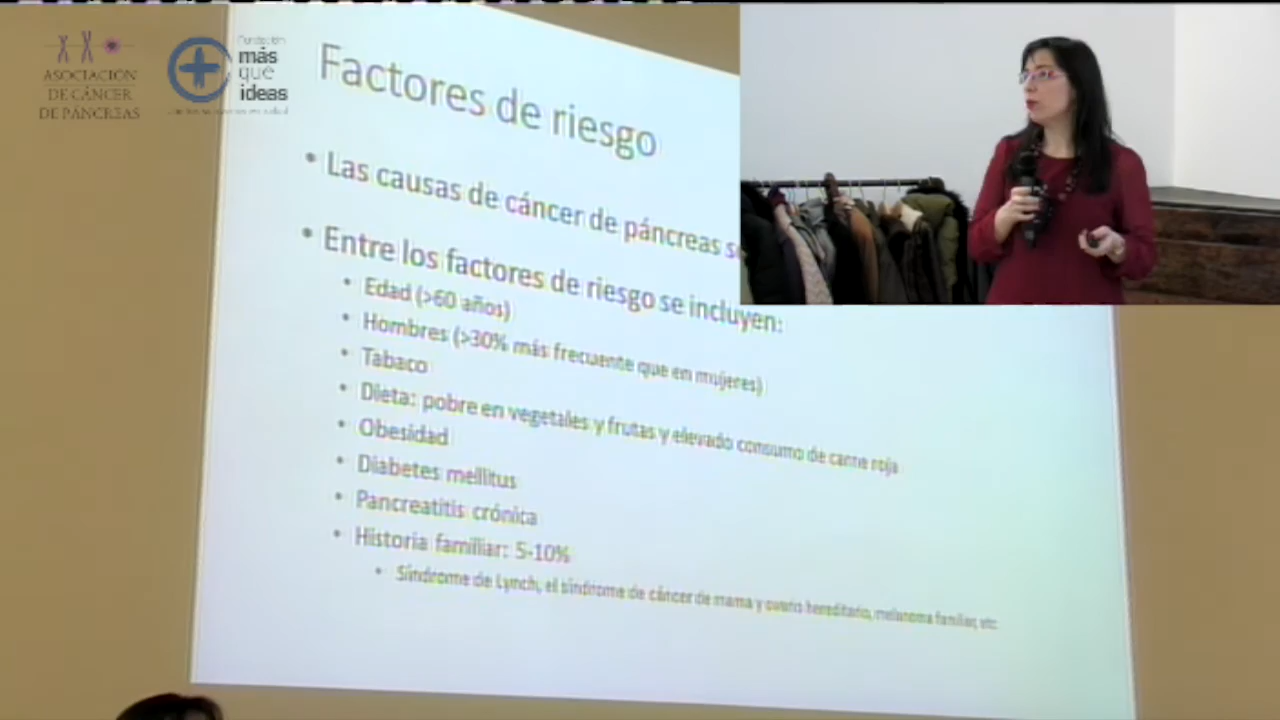 ASOCIACIÓN
DE CÁNCER
DE PÁNCREAS
Fundación
más
que
ideas
Factores de riesgo
• Las causas de cáncer de páncreas
• Entre los factores de riesgo se incluyen:
• Edad (>60 años)
• Hombres (>30% más frecuente que en mujeres)
• Tabaco
• Dieta: pobre en vegetales y frutas y elevado consumo de carne roja
• Obesidad
• Diabetes mellitus
• Pancreatitis crónica
• Historia familiar: 5-10%
• Síndrome de Lynch, el síndrome de cáncer de mama y ovario hereditario, melanoma familiar, etc